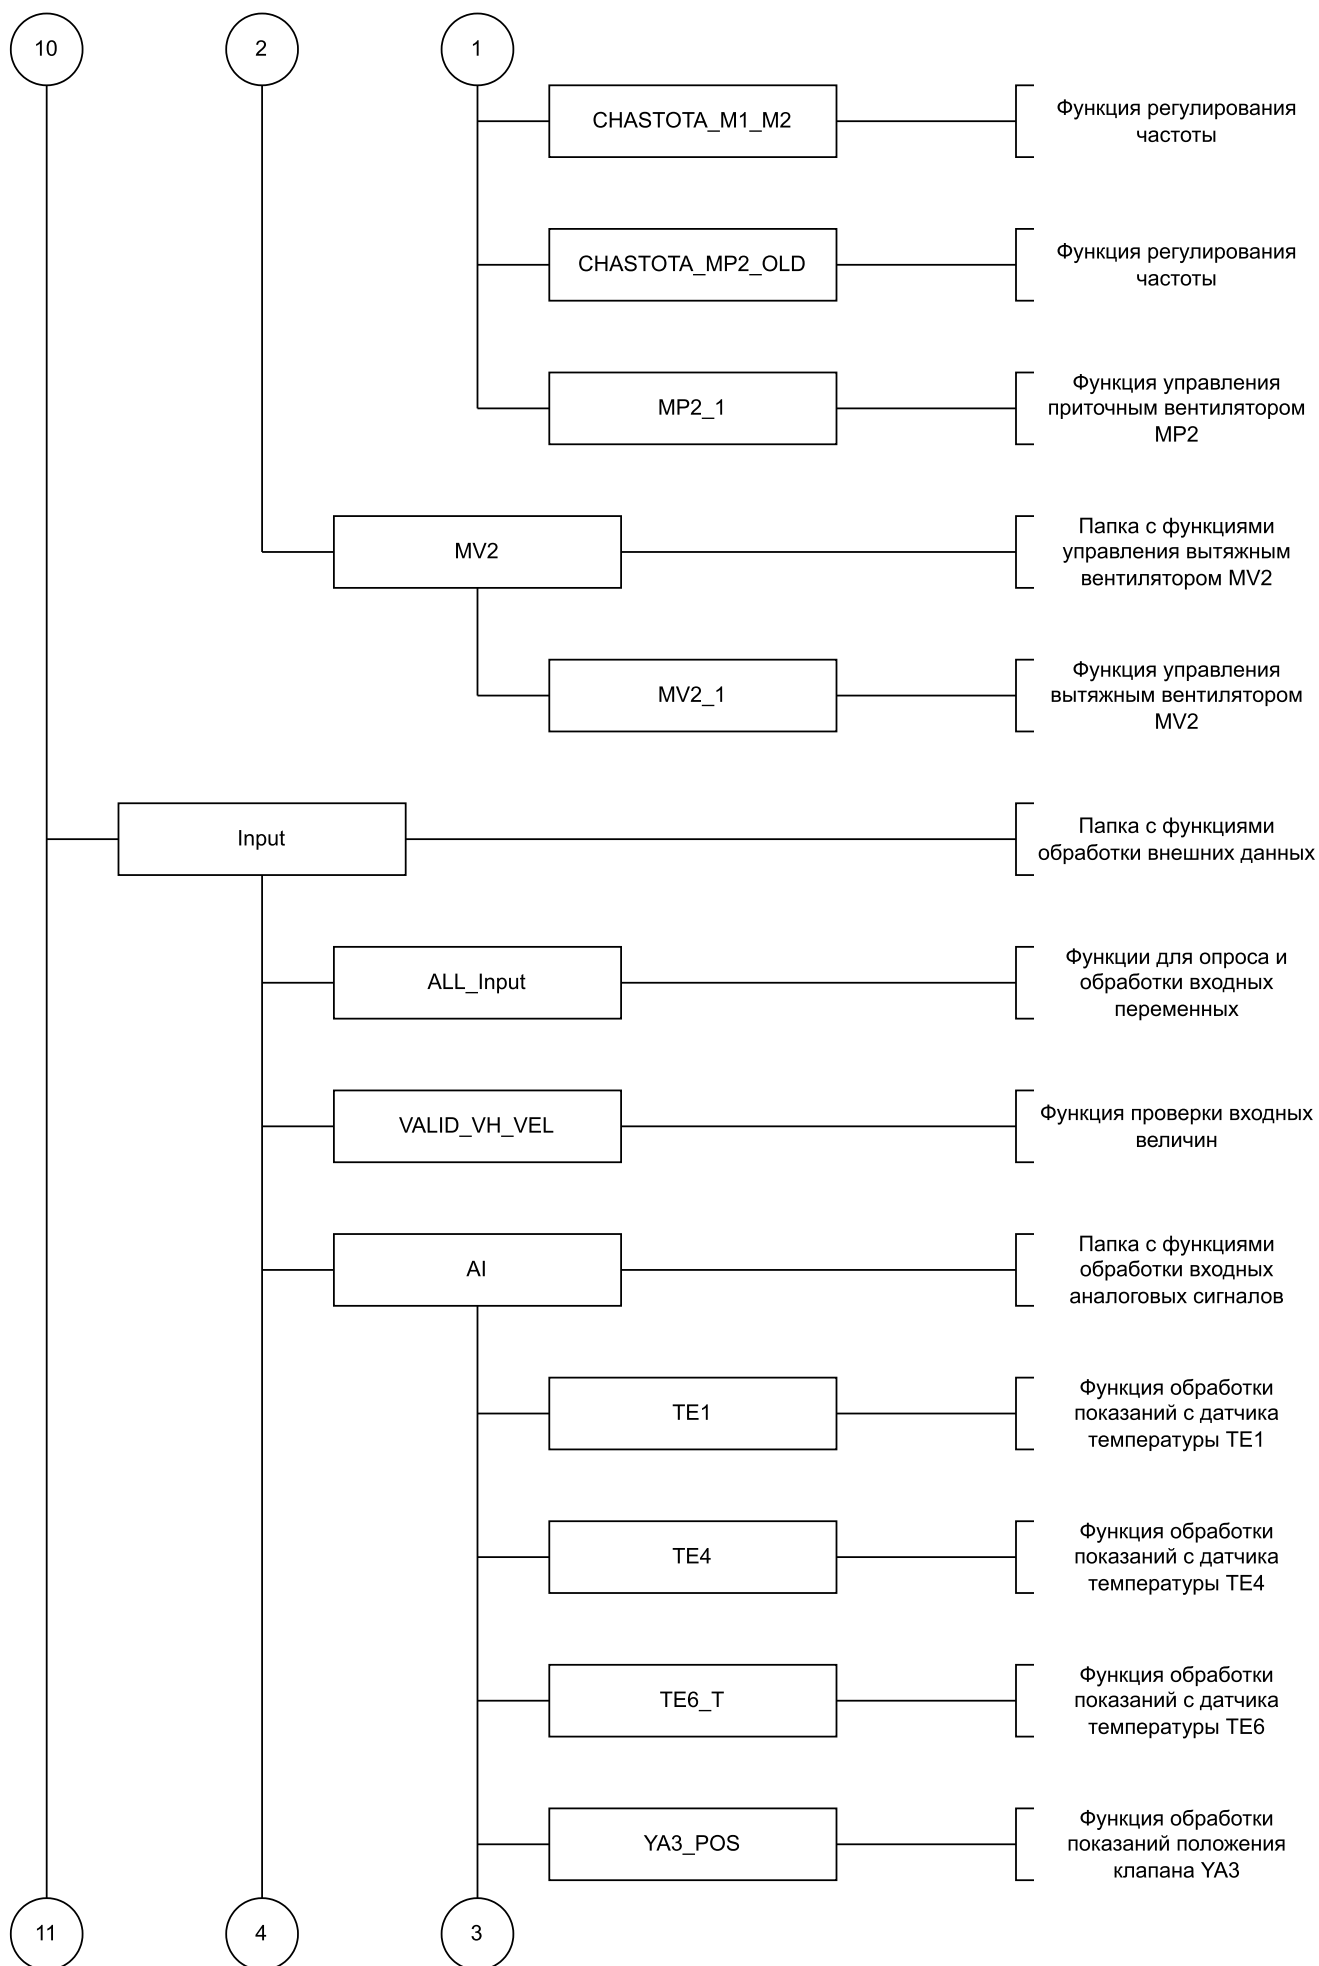 10
2
1
CHASTOTA_M1_M2
Функция регулирования
частоты
CHASTOTA_MP2_OLD
Функция регулирования
частоты
MP2_1
Функция управления
приточным вентилятором
MP2
MV2
Папка с функциями
управления вытяжным
вентилятором MV2
MV2_1
Функция управления
вытяжным вентилятором
MV2
Input
Папка с функциями
обработки внешних данных
ALL_Input
Функции для опроса и
обработки входных
переменных
VALID_VH_VEL
Функция проверки входных
величин
AI
Папка с функциями
обработки входных
аналоговых сигналов
TE1
Функция обработки
показаний с датчика
температуры TE1
TE4
Функция обработки
показаний с датчика
температуры TE4
TE6_T
Функция обработки
показаний с датчика
температуры TE6
YA3_POS
Функция обработки
показаний положения
клапана YA3
11
4
3